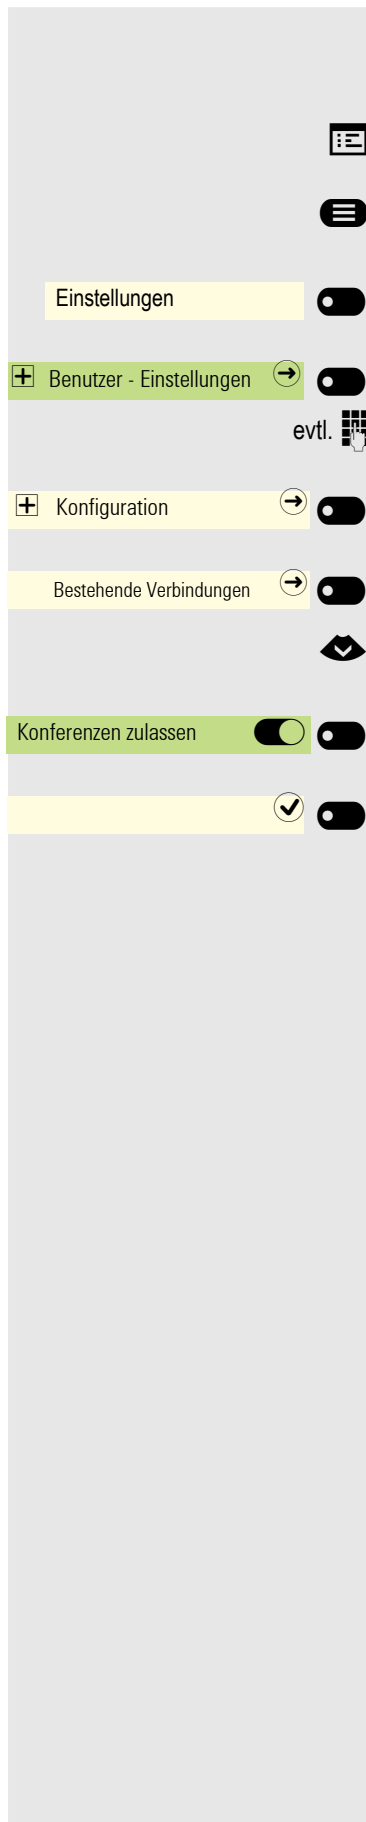 Einstellungen
Benutzer - Einstellungen
evtl.
Konfiguration
Bestehende Verbindungen
Konferenzen zulassen